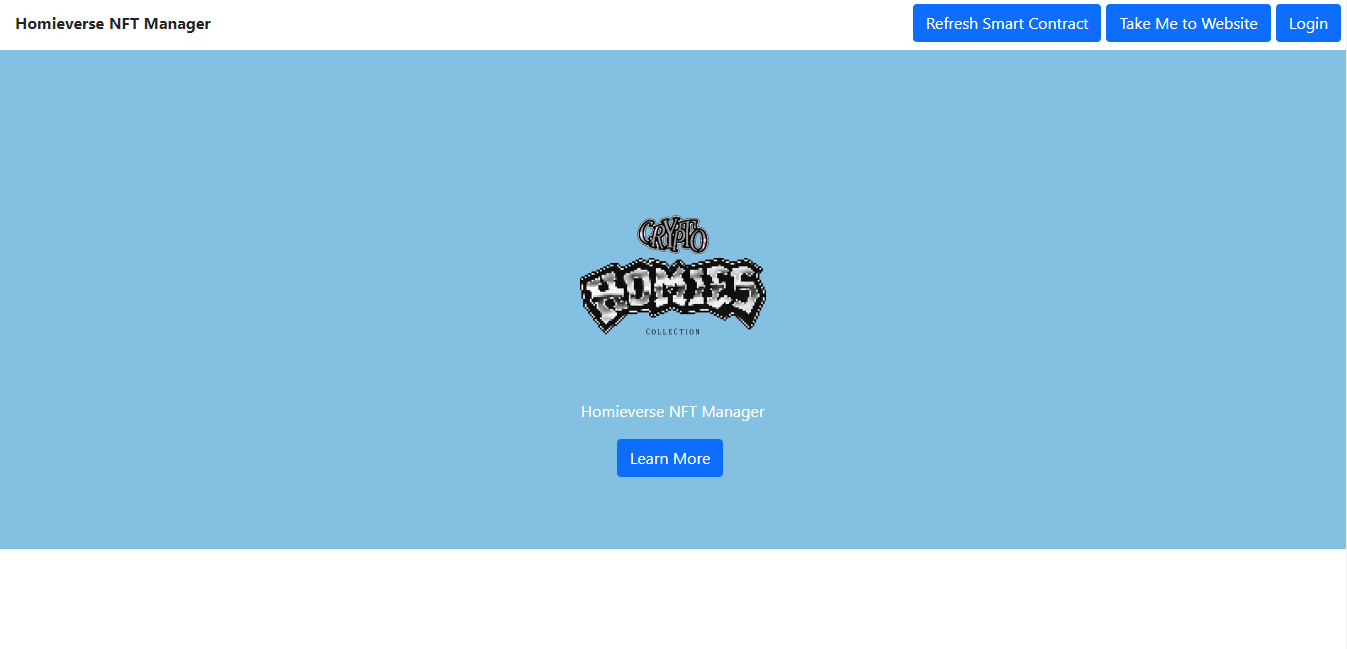 Homieverse NFT Manager
Refresh Smart Contract
Take Me to Website
Login
CRYPTO
HOMIES
COLLECTION
Homieverse NFT Manager
Learn More